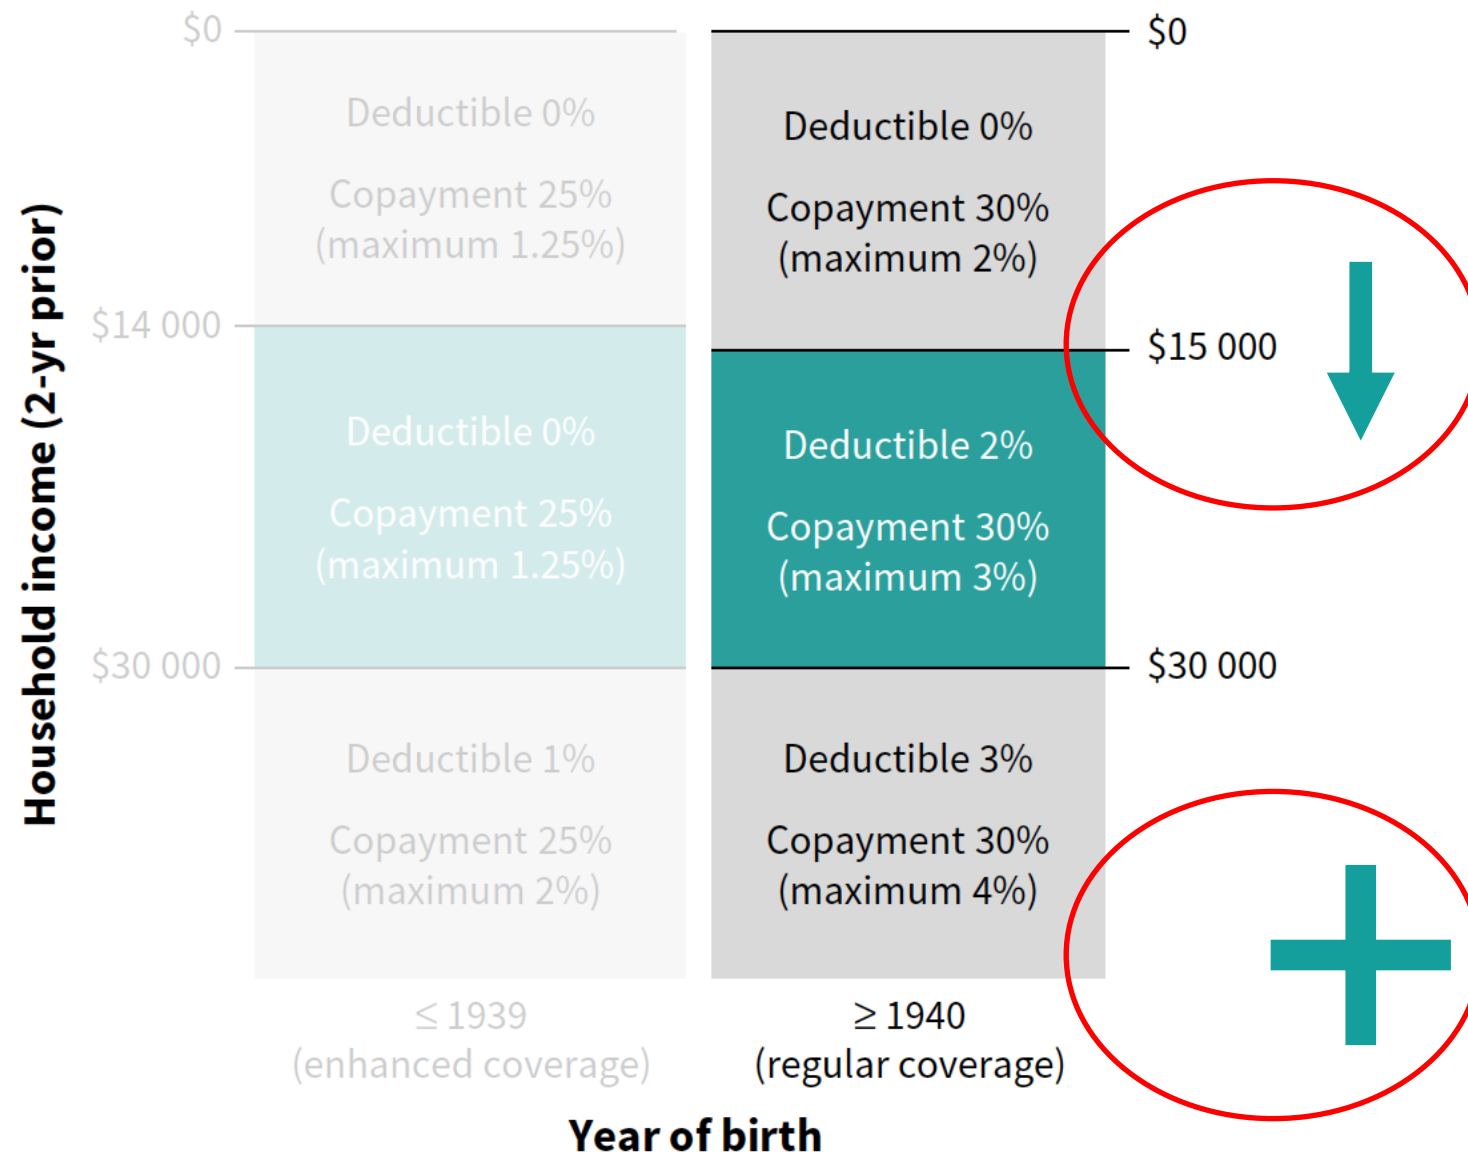 Household income (2-yr prior)
$0
Deductible 0%
Copayment 25%
(maximum 1.25%)
$14 000
Deductible 0%
Copayment 25%
(maximum 1.25%)
$30 000
Deductible 1%
Copayment 25%
(maximum 2%)
≤ 1939
(enhanced coverage)
$0
Deductible 0%
Copayment 30%
(maximum 2%)
$15 000
Deductible 2%
Copayment 30%
(maximum 3%)
$30 000
Deductible 3%
Copayment 30%
(maximum 4%)
≥ 1940
(regular coverage)
Year of birth